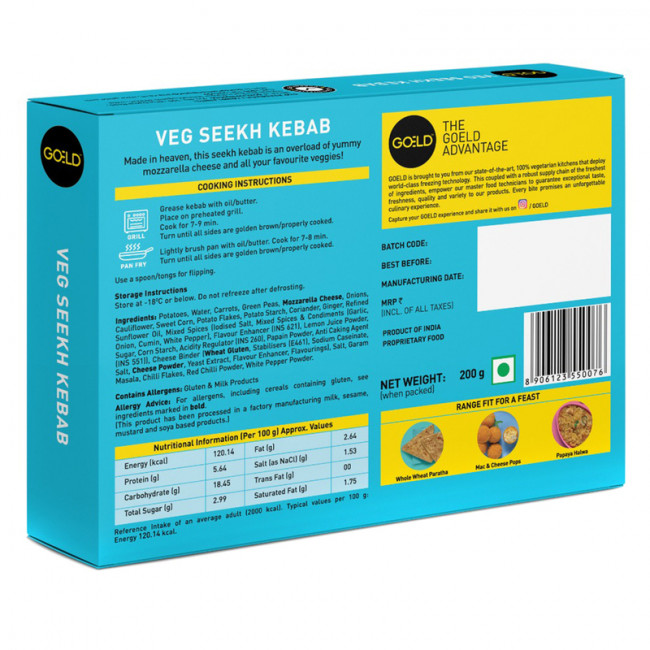 VEG SEEKH KEBAB
GOELD
GOELD
VEG SEEKH KEBAB
VEG SEEKH KEBAB
Made in heaven, this seekh kebab is an overload of yummy
mozzarella cheese and all your favourite veggies!
COOKING INSTRUCTIONS
GRILL
Grease kebab with oil/butter.
Place on preheated grill.
Cook for 7-9 min.
Turn until all sides are golden brown/properly cooked.
PAN FRY
Lightly brush pan with oil/butter. Cook for 7-8 min.
Turn until all sides are golden brown/properly cooked.
Use a spoon/tongs for flipping.
Storage Instructions
Store at -18°C or below. Do not refreeze after defrosting.
Ingredients: Potatoes, Water, Carrots, Green Peas, Mozzarella Cheese, Onions,
Cauliflower, Sweet Corn, Potato Flakes, Potato Starch, Coriander, Ginger, Refined
Sunflower Oil, Mixed Spices (Iodised Salt, Mixed Spices & Condiments (Garlic,
Onion, Cumin, White Pepper), Flavour Enhancer (INS 621), Lemon Juice Powder,
Sugar, Corn Starch, Acidity Regulator (INS 260), Papain Powder, Anti Caking Agent
(INS 551)), Cheese Binder (Wheat Gluten, Stabilisers (E461), Sodium Caseinate,
Salt, Cheese Powder, Yeast Extract, Flavour Enhancer, Flavourings), Salt, Garam
Masala, Chilli Flakes, Red Chilli Powder, White Pepper Powder.
Contains Allergens: Gluten & Milk Products
Allergy Advice: For allergens, including cereals containing gluten, see
ingredients marked in bold.
(This product has been processed in a factory manufacturing milk, sesame,
mustard and soya based products.)
Nutritional Information (Per 100 g) Approx. Values
Energy (kcal) 120.14 Fat (g) 2.64
Protein (g) 5.64 Salt (as NaCl) (g) 1.53
Carbohydrate (g) 18.45 Trans Fat (g) 00
Total Sugar (g) 2.99 Saturated Fat (g) 1.75
Reference Intake of an average adult (2000 kcal). Typical values per 100 g:
Energy 120.14 kcal.
GOELD
THE
GOELD
ADVANTAGE
GOELD is brought to you from our state-of-the-art, 100% vegetarian kitchens that deploy
world-class freezing technology. This coupled with a robust supply chain of the freshest
of ingredients, empower our master food technicians to guarantee exceptional taste,
freshness, quality and variety to our products. Every bite promises an unforgettable
culinary experience.
Capture your GOELD experience and share it with us on /GOELD
BATCH CODE:
BEST BEFORE:
MANUFACTURING DATE:
MRP ₹
(INCL. OF ALL TAXES)
PRODUCT OF INDIA
PROPRIETARY FOOD
NET WEIGHT: 200 g
(when packed)
8 906123 550076
RANGE FIT FOR A FEAST
Whole Wheat Paratha
Mac & Cheese Pops
Papaya Halwa